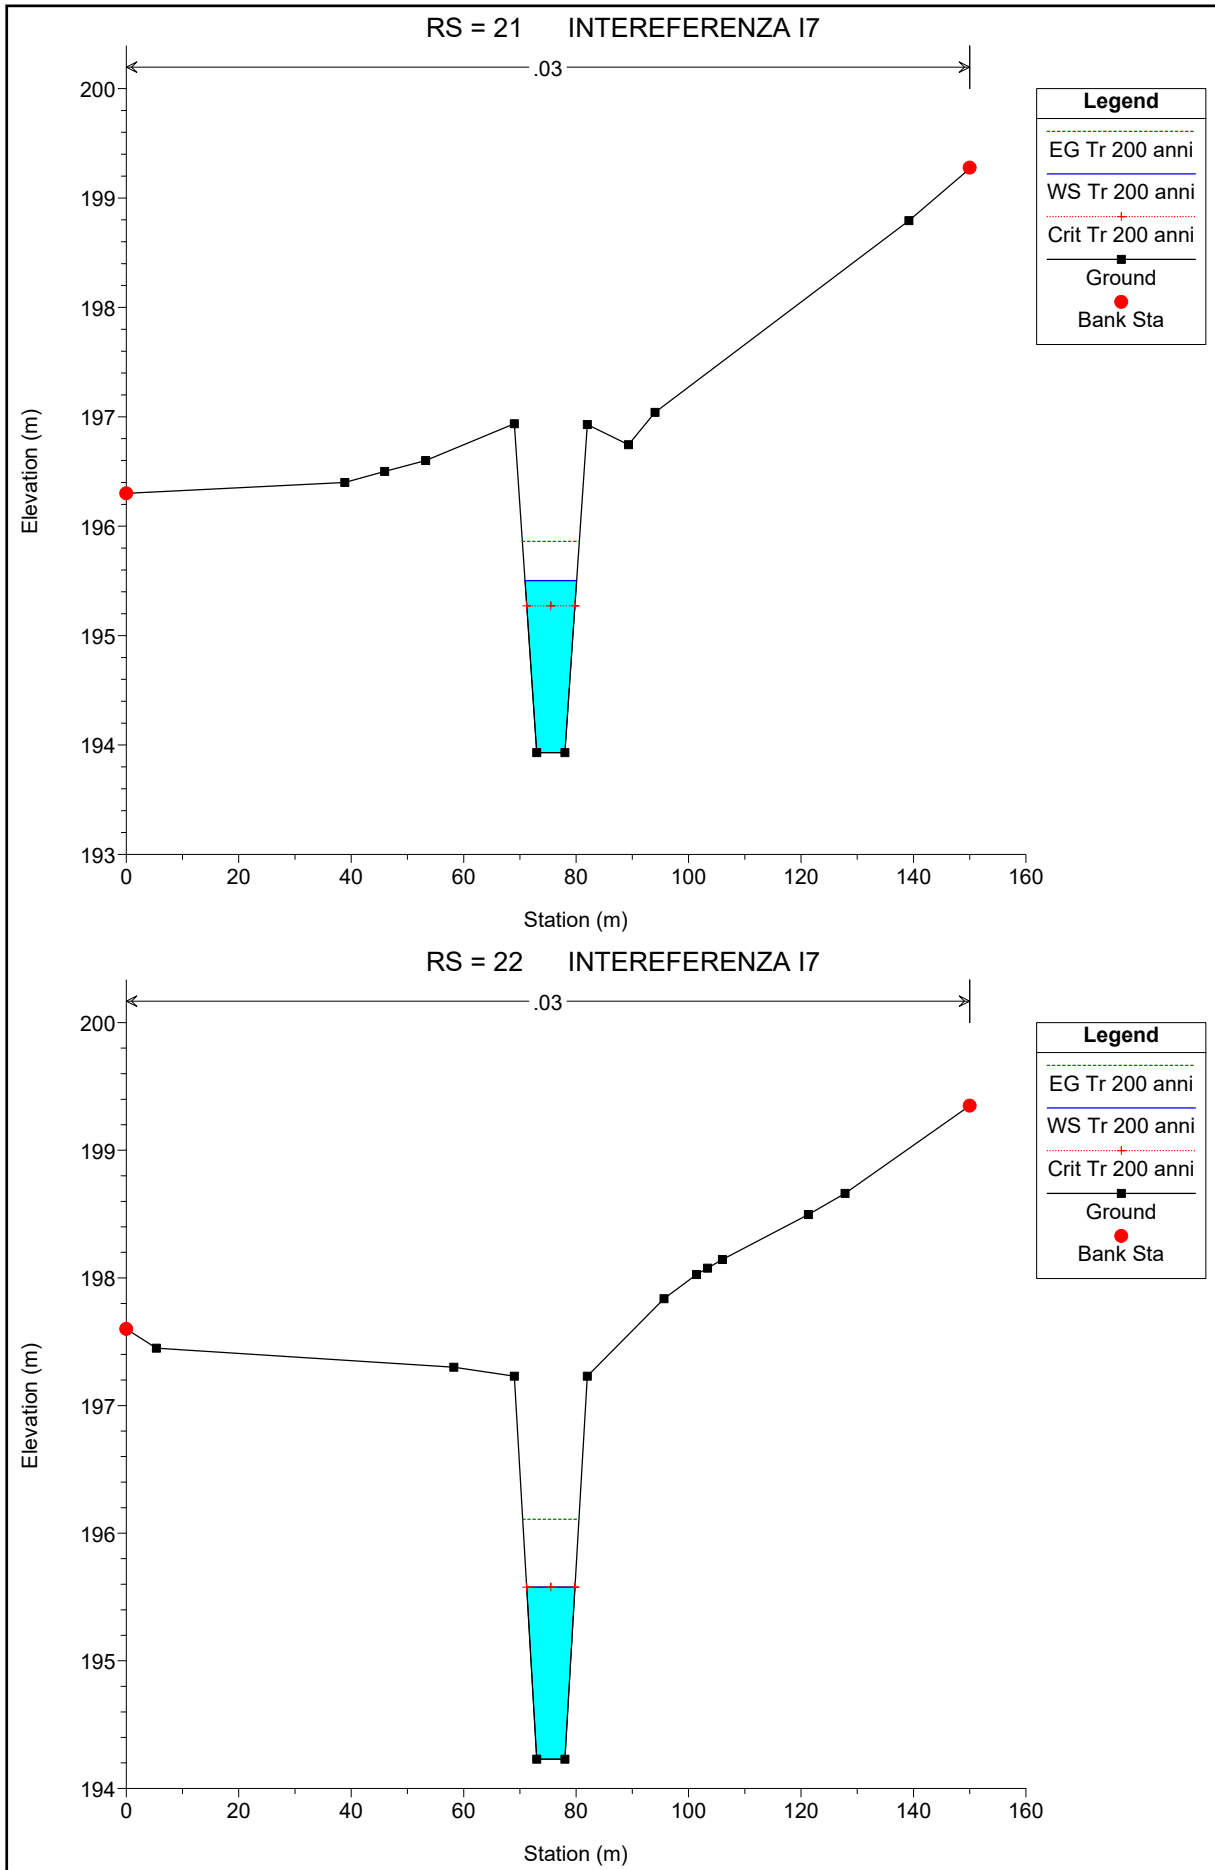 RS = 21 INTEREFERENZA I7
.03
200
199
198
197
196
195
194
193
Elevation (m)
0 20 40 60 80 100 120 140 160
Station (m)
Legend
EG Tr 200 anni
WS Tr 200 anni
Crit Tr 200 anni
Ground
Bank Sta
RS = 22 INTEREFERENZA I7
.03
200
199
198
197
196
195
194
Elevation (m)
0 20 40 60 80 100 120 140 160
Station (m)
Legend
EG Tr 200 anni
WS Tr 200 anni
Crit Tr 200 anni
Ground
Bank Sta